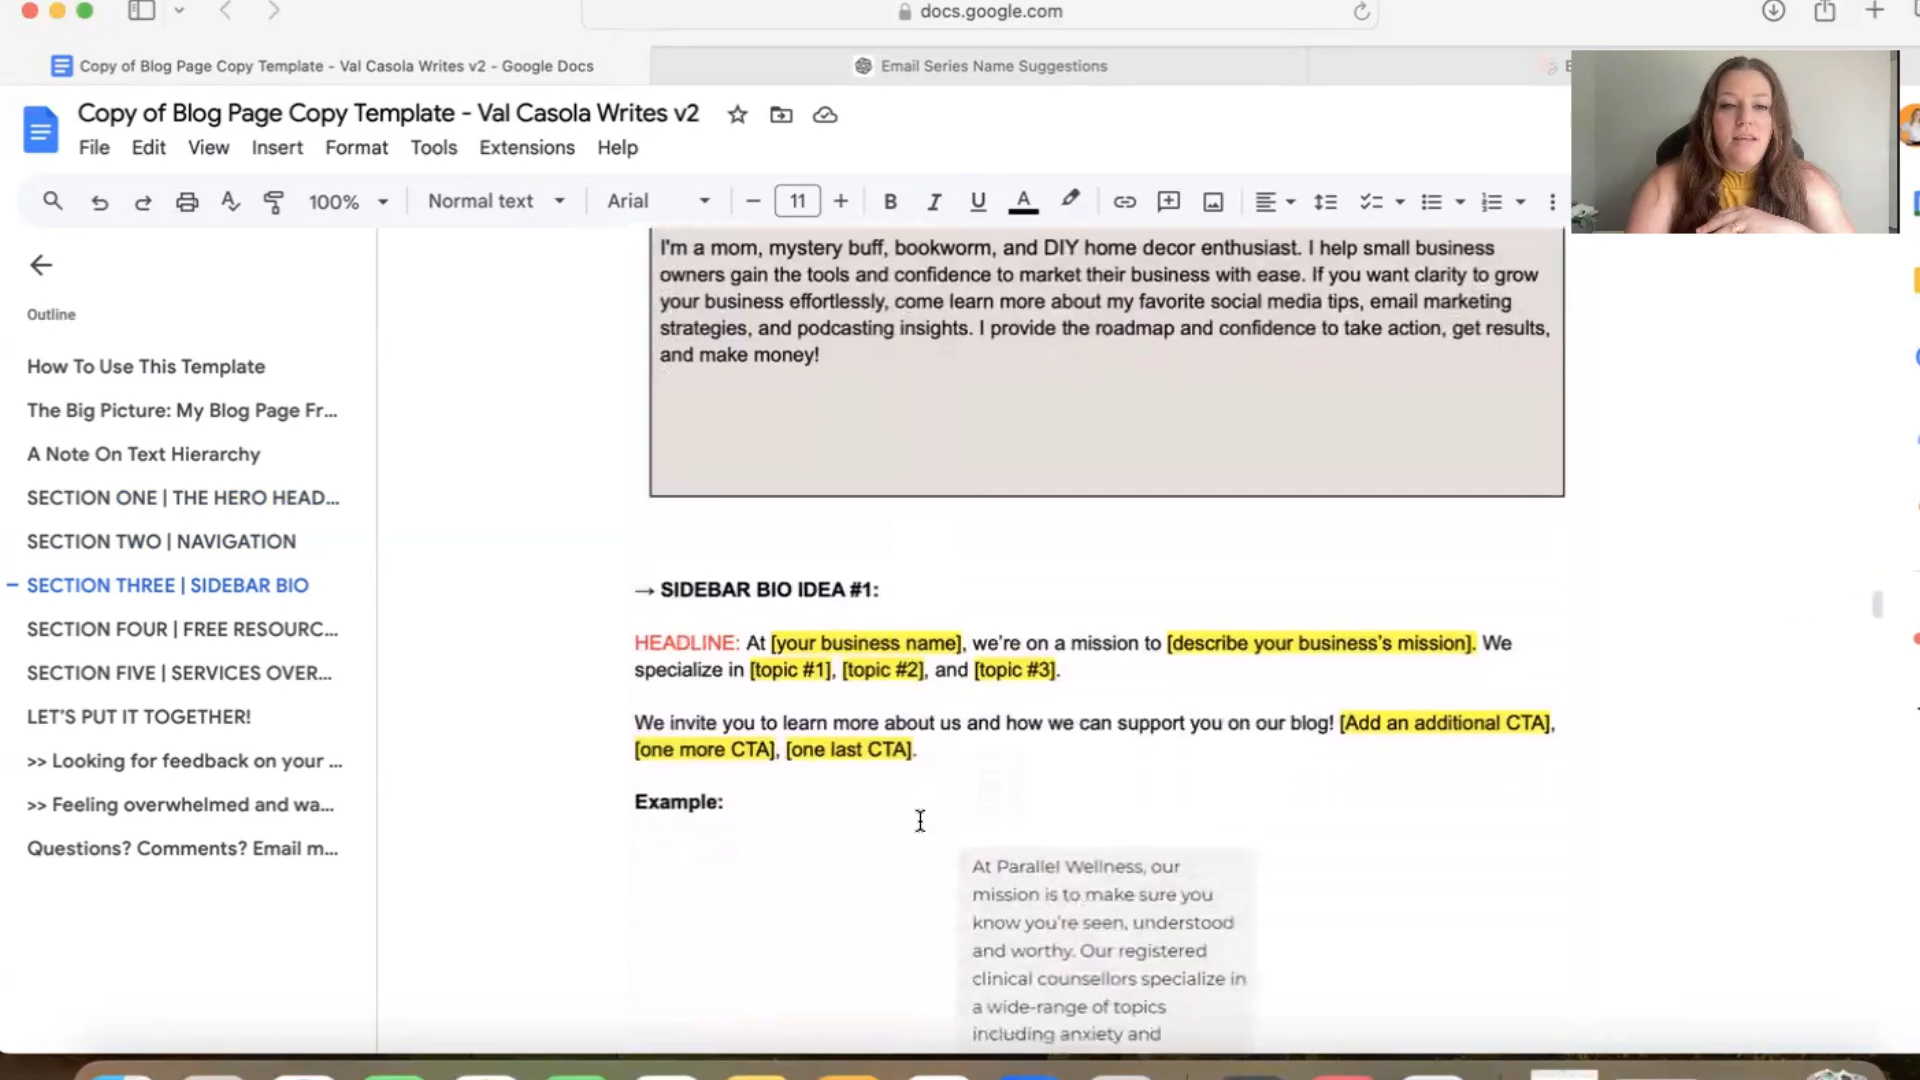 docs.google.com
Copy of Blog Page Copy Template - Val Casola Writes v2 - Google Docs
Email Series Name Suggestions
Copy of Blog Page Copy Template - Val Casola Writes v2
File Edit View Insert Format Tools Extensions Help
100% Normal text Arial 11 B I U A
Outline
How To Use This Template
The Big Picture: My Blog Page Fr...
A Note On Text Hierarchy
SECTION ONE | THE HERO HEAD...
SECTION TWO | NAVIGATION
SECTION THREE | SIDEBAR BIO
SECTION FOUR | FREE RESOURC...
SECTION FIVE | SERVICES OVER...
LET'S PUT IT TOGETHER!
>> Looking for feedback on your ...
>> Feeling overwhelmed and wa...
Questions? Comments? Email m...
I'm a mom, mystery buff, bookworm, and DIY home decor enthusiast. I help small business
owners gain the tools and confidence to market their business with ease. If you want clarity to grow
your business effortlessly, come learn more about my favorite social media tips, email marketing
strategies, and podcasting insights. I provide the roadmap and confidence to take action, get results,
and make money!
→ SIDEBAR BIO IDEA #1:
HEADLINE: At [your business name], we're on a mission to [describe your business's mission]. We
specialize in [topic #1], [topic #2], and [topic #3].
We invite you to learn more about us and how we can support you on our blog! [Add an additional CTA],
[one more CTA], [one last CTA].
Example:
At Parallel Wellness, our
mission is to make sure you
know you're seen, understood
and worthy. Our registered
clinical counsellors specialize in
a wide-range of topics
including anxiety and